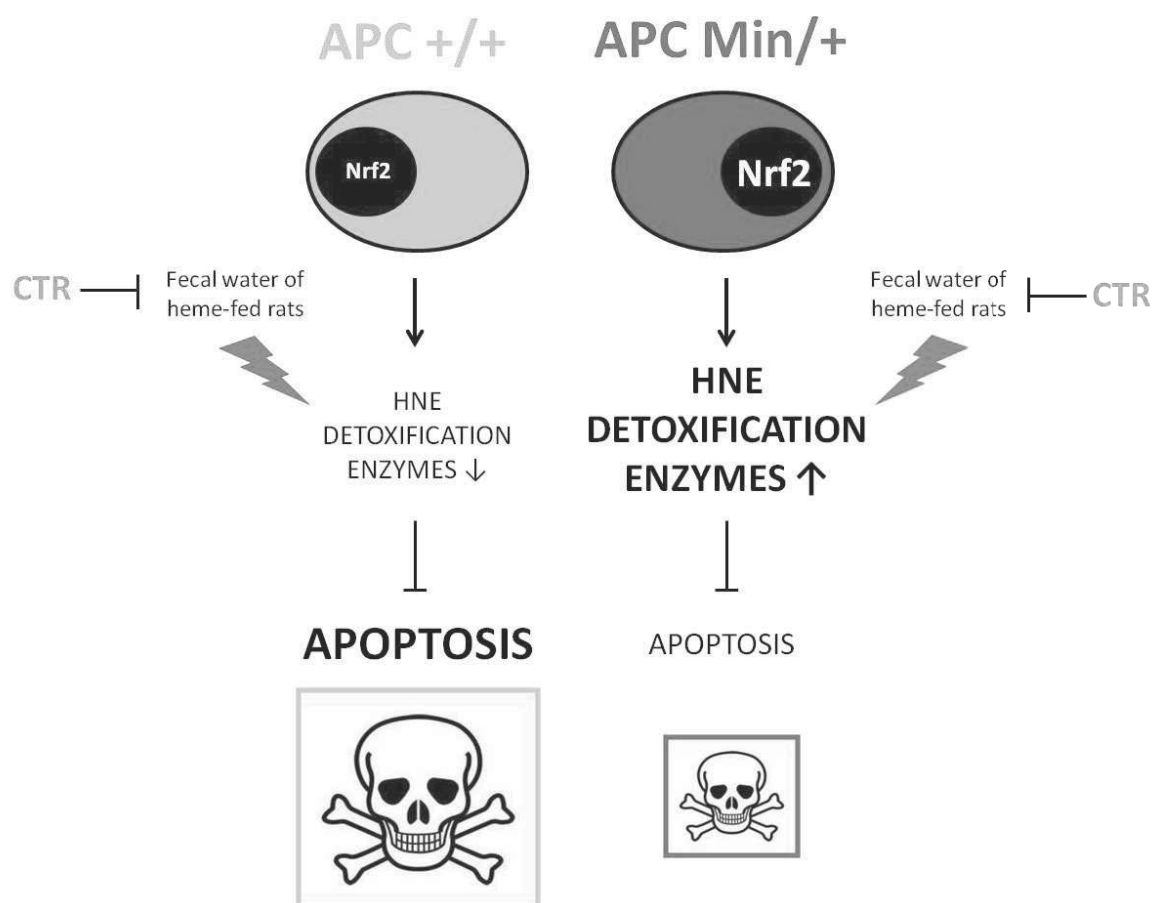 APC +/+
APC Min/+
Nrf2
Nrf2
CTR
Fecal water of
heme-fed rats
Fecal water of
heme-fed rats
CTR
HNE
DETOXIFICATION
ENZYMES ↓
HNE
DETOXIFICATION
ENZYMES ↑
APOPTOSIS
APOPTOSIS